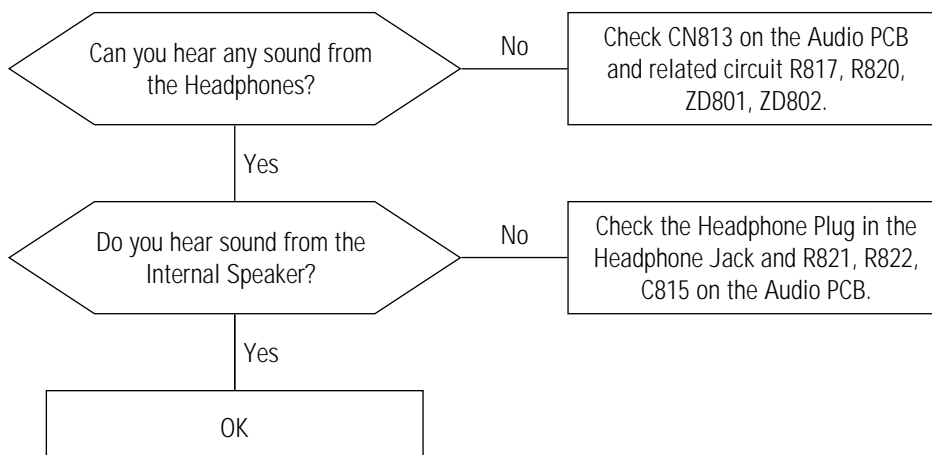 Can you hear any sound from
the Headphones?
No
Check CN813 on the Audio PCB
and related circuit R817, R820,
ZD801, ZD802.
Yes
Do you hear sound from the
Internal Speaker?
No
Check the Headphone Plug in the
Headphone Jack and R821, R822,
C815 on the Audio PCB.
Yes
OK